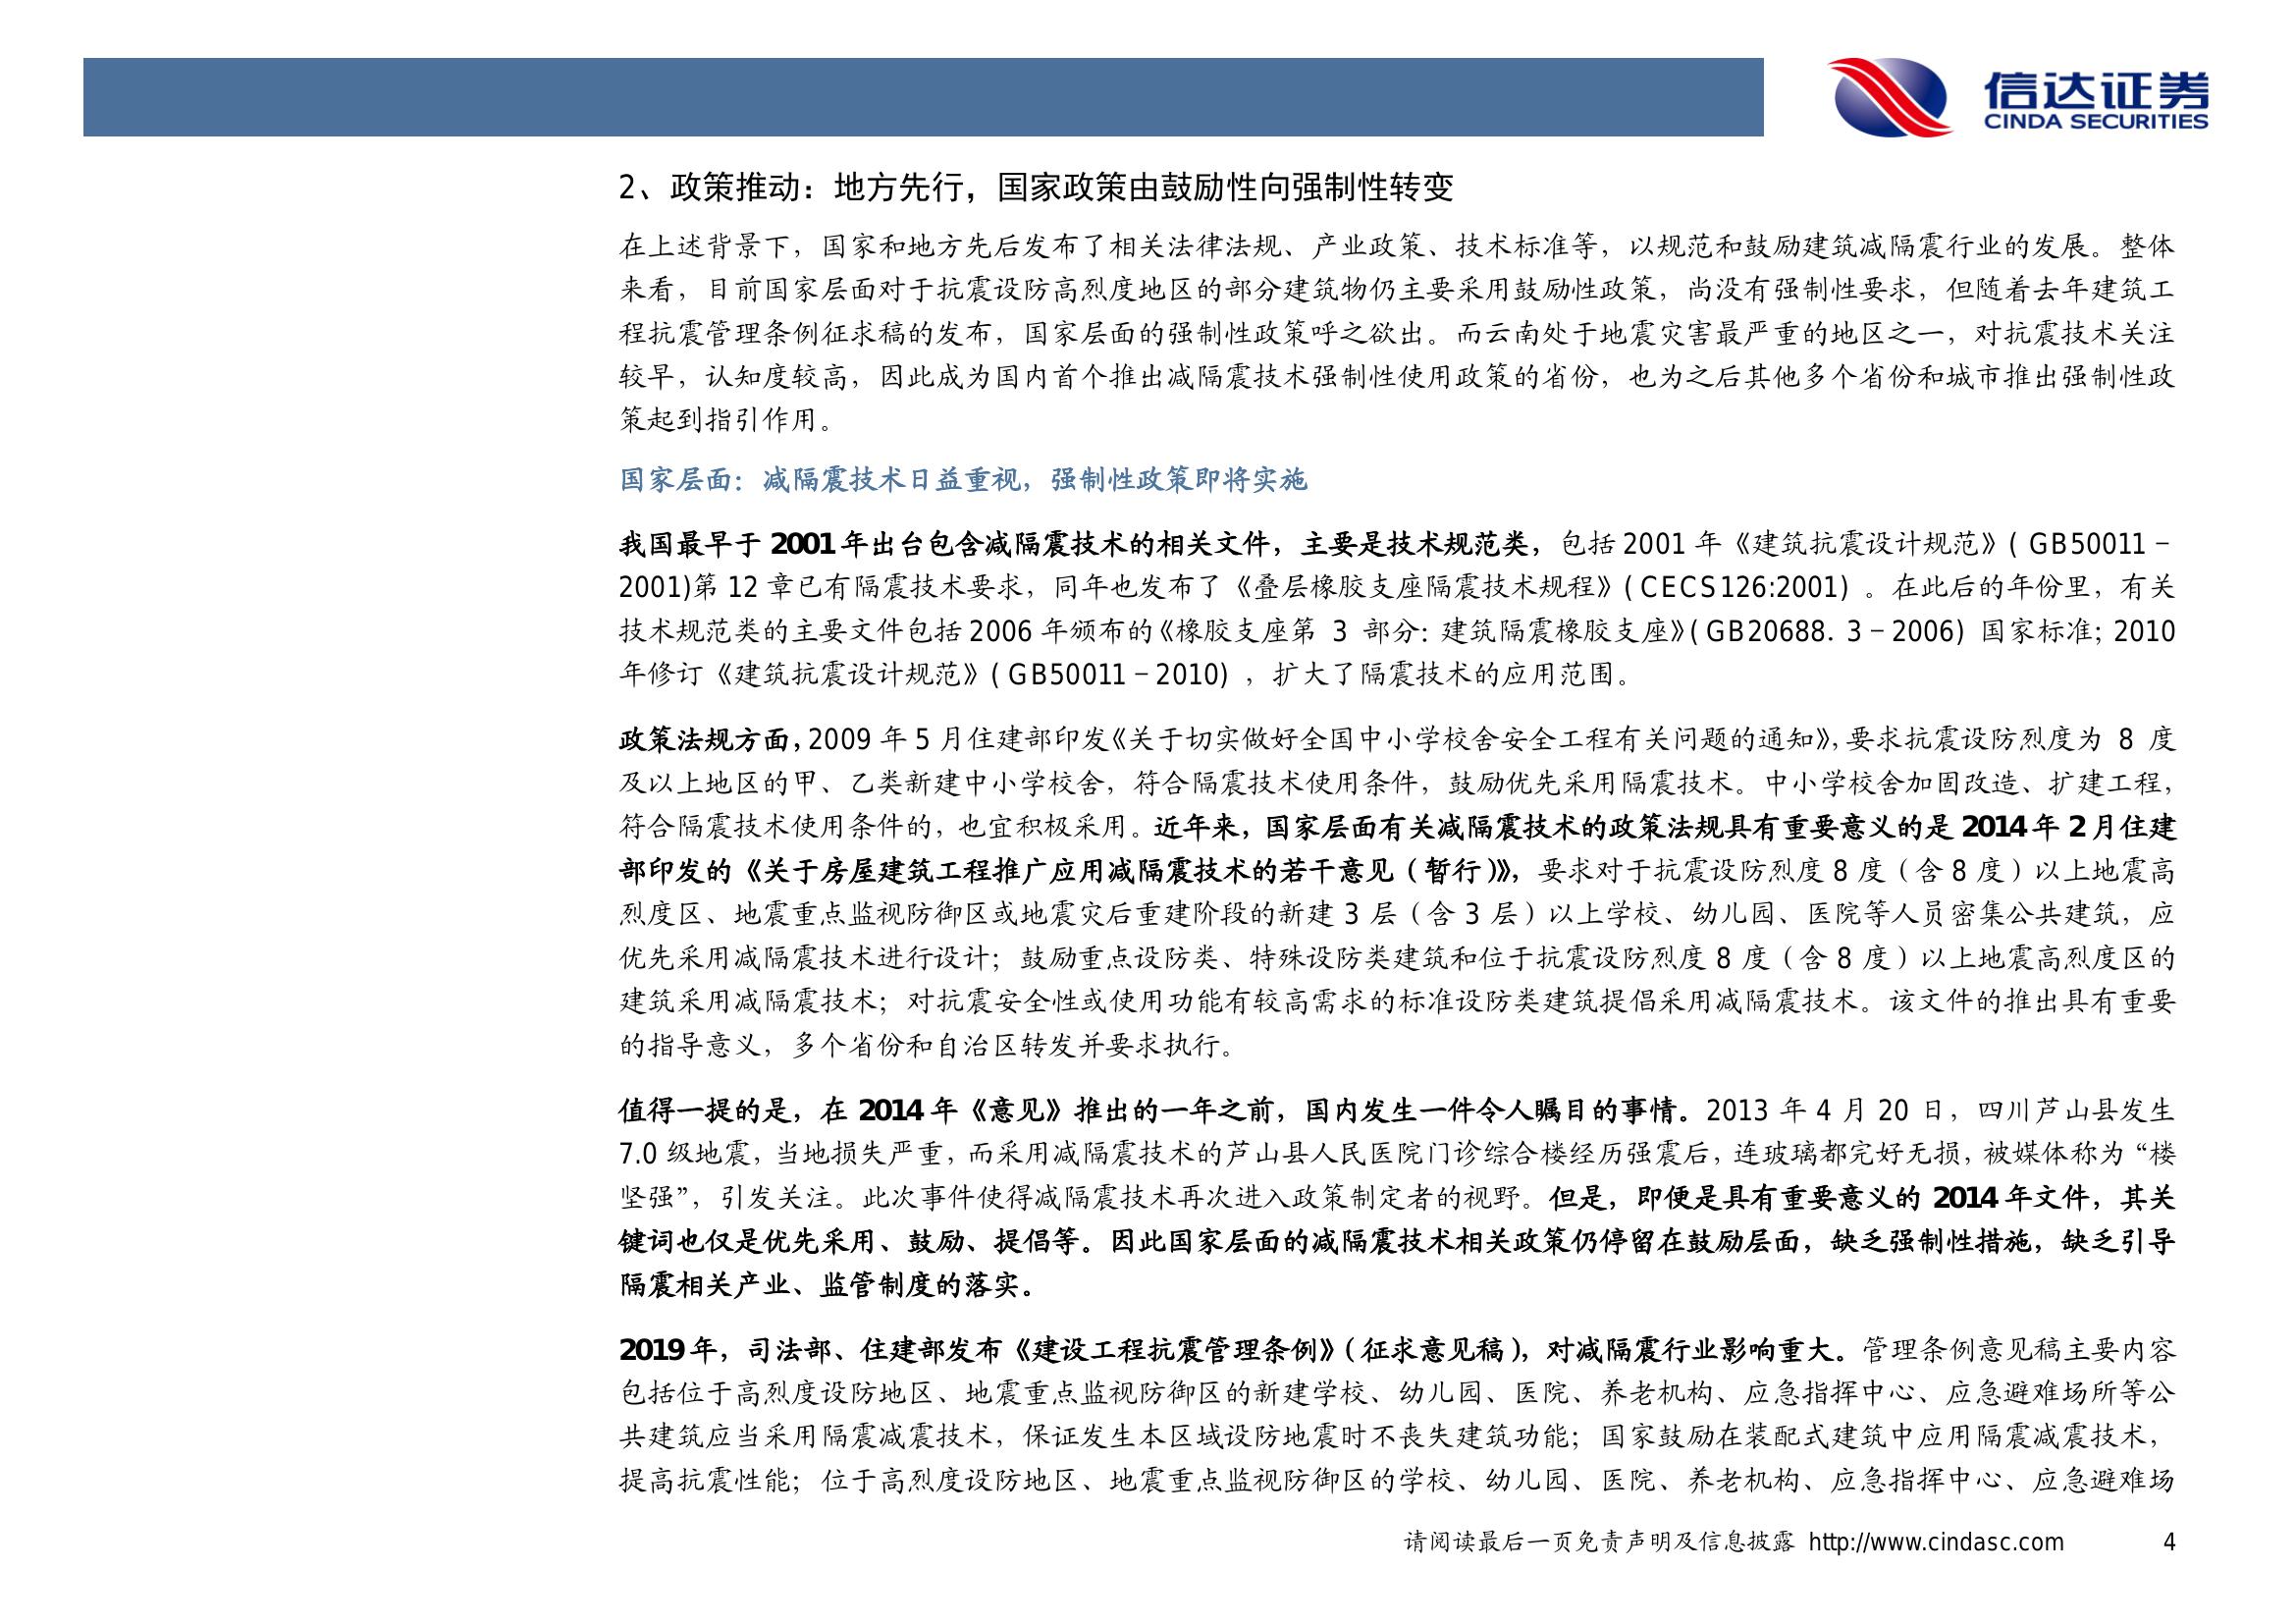 信达证券
CINDA SECURITIES
2、政策推动：地方先行，国家政策由鼓励性向强制性转变
在上述背景下，国家和地方先后发布了相关法律法规、产业政策、技术标准等，以规范和鼓励建筑减隔震行业的发展。整体
来看，目前国家层面对于抗震设防高烈度地区的部分建筑物仍主要采用鼓励性政策，尚没有强制性要求，但随着去年建筑工
程抗震管理条例征求稿的发布，国家层面的强制性政策呼之欲出。而云南处于地震灾害最严重的地区之一，对抗震技术关注
较早，认知度较高，因此成为国内首个推出减隔震技术强制性使用政策的省份，也为之后其他多个省份和城市推出强制性政
策起到指引作用。
国家层面：减隔震技术日益重视，强制性政策即将实施
我国最早于 2001 年出台包含减隔震技术的相关文件，主要是技术规范类，包括 2001 年《建筑抗震设计规范》( GB50011－
2001)第 12 章已有隔震技术要求，同年也发布了《叠层橡胶支座隔震技术规程》( CECS126:2001) 。在此后的年份里，有关
技术规范类的主要文件包括 2006 年颁布的《橡胶支座第 3 部分: 建筑隔震橡胶支座》( GB20688. 3－2006) 国家标准; 2010
年修订《建筑抗震设计规范》( GB50011－2010) ，扩大了隔震技术的应用范围。
政策法规方面，2009 年 5 月住建部印发《关于切实做好全国中小学校舍安全工程有关问题的通知》，要求抗震设防烈度为 8 度
及以上地区的甲、乙类新建中小学校舍，符合隔震技术使用条件，鼓励优先采用隔震技术。中小学校舍加固改造、扩建工程，
符合隔震技术使用条件的，也宜积极采用。近年来，国家层面有关减隔震技术的政策法规具有重要意义的是 2014 年 2 月住建
部印发的《关于房屋建筑工程推广应用减隔震技术的若干意见（暂行）》，要求对于抗震设防烈度 8 度（含 8 度）以上地震高
烈度区、地震重点监视防御区或地震灾后重建阶段的新建 3 层（含 3 层）以上学校、幼儿园、医院等人员密集公共建筑，应
优先采用减隔震技术进行设计；鼓励重点设防类、特殊设防类建筑和位于抗震设防烈度 8 度（含 8 度）以上地震高烈度区的
建筑采用减隔震技术；对抗震安全性或使用功能有较高需求的标准设防类建筑提倡采用减隔震技术。该文件的推出具有重要
的指导意义，多个省份和自治区转发并要求执行。
值得一提的是，在 2014 年《意见》推出的一年之前，国内发生一件令人瞩目的事情。2013 年 4 月 20 日，四川芦山县发生
7.0 级地震，当地损失严重，而采用减隔震技术的芦山县人民医院门诊综合楼经历强震后，连玻璃都完好无损，被媒体称为“楼
坚强”，引发关注。此次事件使得减隔震技术再次进入政策制定者的视野。但是，即便是具有重要意义的 2014 年文件，其关
键词也仅是优先采用、鼓励、提倡等。因此国家层面的减隔震技术相关政策仍停留在鼓励层面，缺乏强制性措施，缺乏引导
隔震相关产业、监管制度的落实。
2019 年，司法部、住建部发布《建设工程抗震管理条例》（征求意见稿），对减隔震行业影响重大。管理条例意见稿主要内容
包括位于高烈度设防地区、地震重点监视防御区的新建学校、幼儿园、医院、养老机构、应急指挥中心、应急避难场所等公
共建筑应当采用隔震减震技术，保证发生本区域设防地震时不丧失建筑功能；国家鼓励在装配式建筑中应用隔震减震技术，
提高抗震性能；位于高烈度设防地区、地震重点监视防御区的学校、幼儿园、医院、养老机构、应急指挥中心、应急避难场
请阅读最后一页免责声明及信息披露 http://www.cindasc.com 4